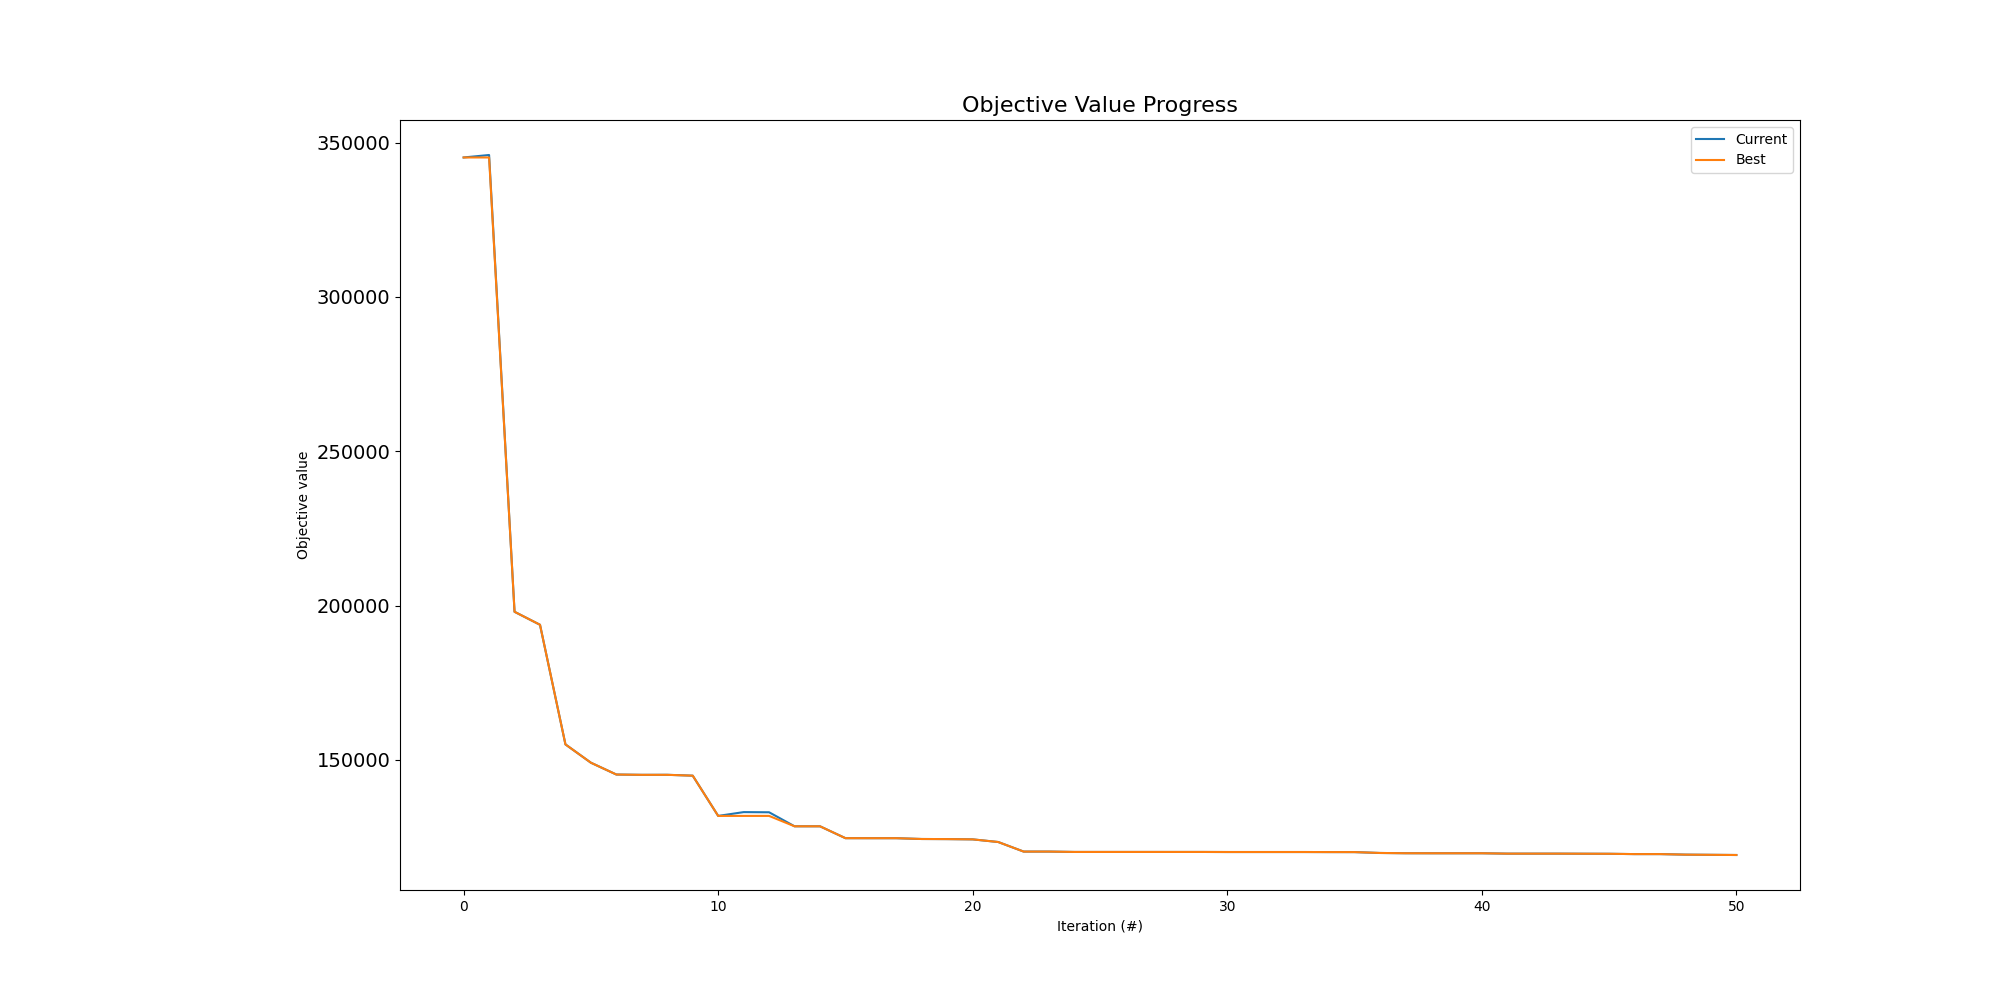 Objective Value Progress
Current
Best
350000
300000
250000
200000
150000
Objective value
0 10 20 30 40 50
Iteration (#)